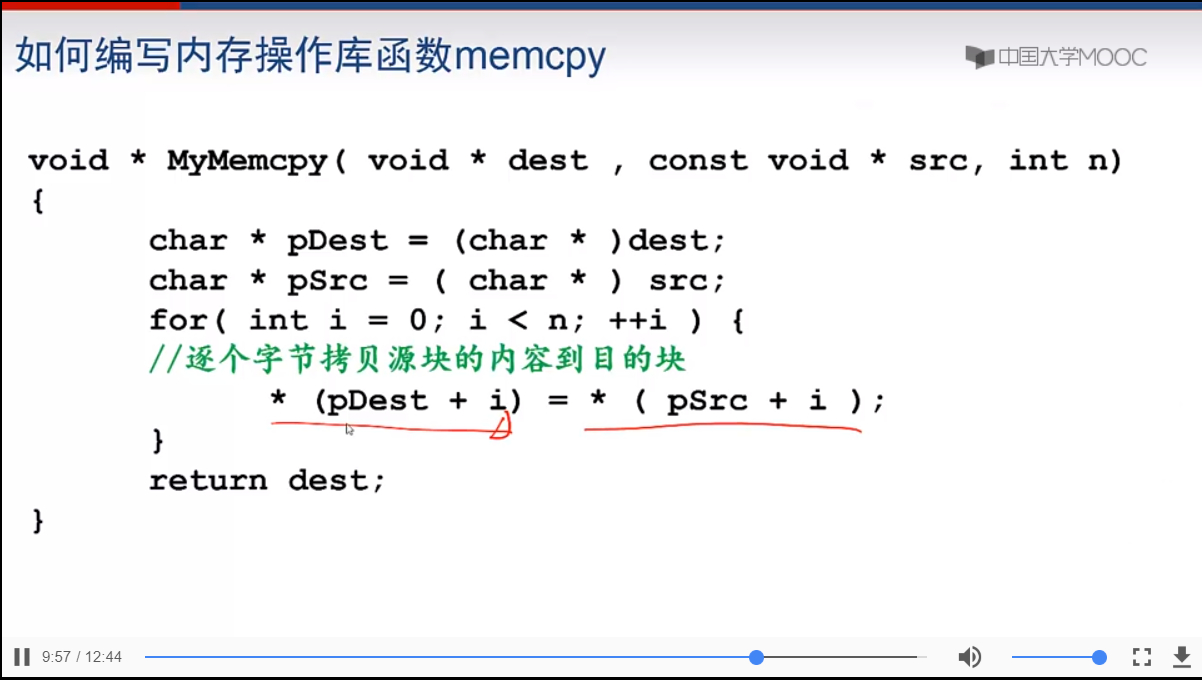 如何编写内存操作库函数memcpy
中国大学MOOC
void * MyMemcpy( void * dest , const void * src, int n)
{
char * pDest = (char * )dest;
char * pSrc = ( char * ) src;
for( int i = 0; i < n; ++i ) {
//逐个字节拷贝源块的内容到目的块
* (pDest + i) = * ( pSrc + i );
}
return dest;
}
9:57 / 12:44